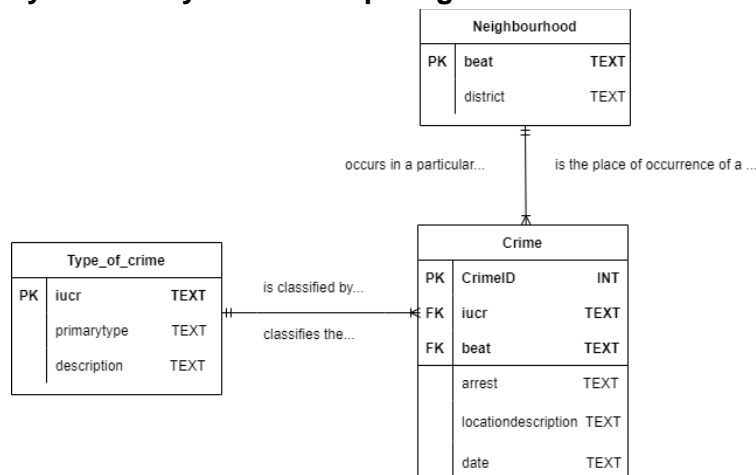 Neighbourhood
PK beat TEXT
district TEXT
occurs in a particular...
is the place of occurrence of a ...
Type_of_crime
PK iucr TEXT
primarytype TEXT
description TEXT
is classified by...
classifies the...
Crime
PK CrimeID INT
FK iucr TEXT
FK beat TEXT
arrest TEXT
locationdescription TEXT
date TEXT